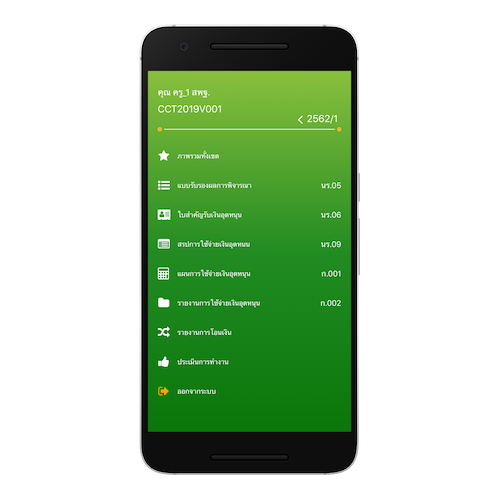 คุณ ครู_1 สพฐ.
CCT2019V001
2562/1
ภาพรวมทั้งเขต
แบบรับรองผลการพิจารณา นร.05
ใบสำคัญรับเงินอุดหนุน นร.06
สรุปการใช้จ่ายเงินอุดหนุน นร.09
แผนการใช้จ่ายเงินอุดหนุน ก.001
รายงานการใช้จ่ายเงินอุดหนุน ก.002
รายงานการโอนเงิน
ประเมินการทำงาน
ออกจากระบบ